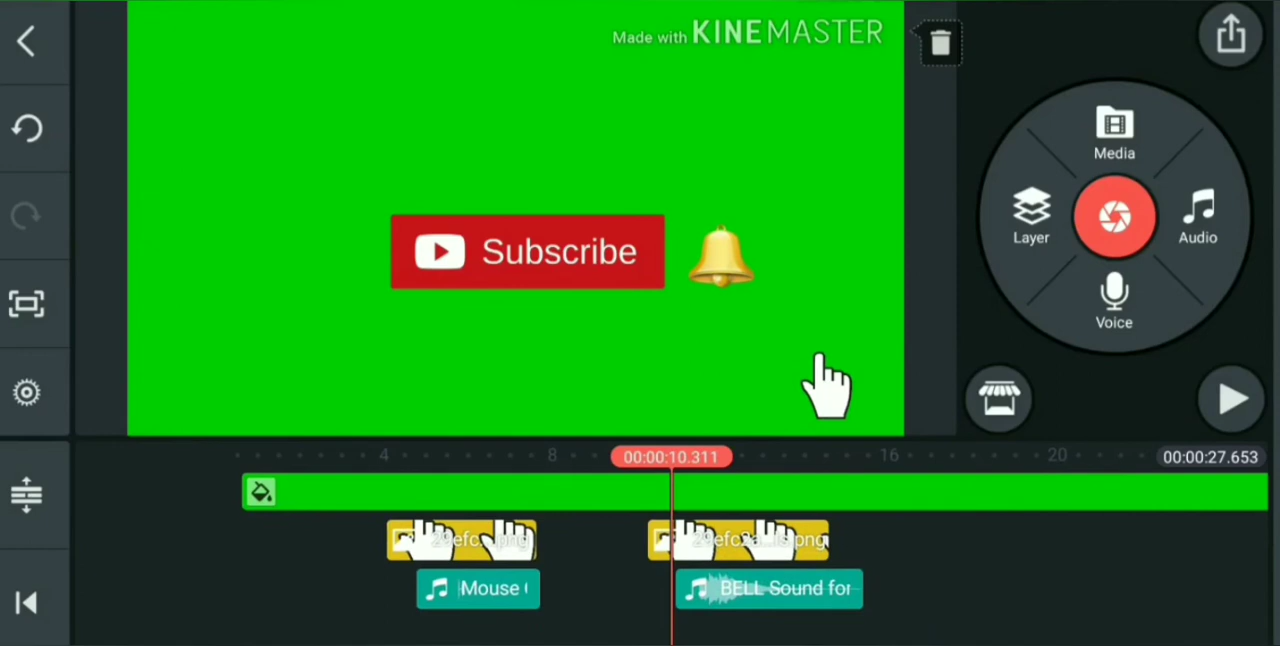 Made with KINEMASTER
Media
Layer
Audio
Voice
Subscribe
4
8
00:00:10.311
16
20
00:00:27.653
Mouse
BELL Sound for